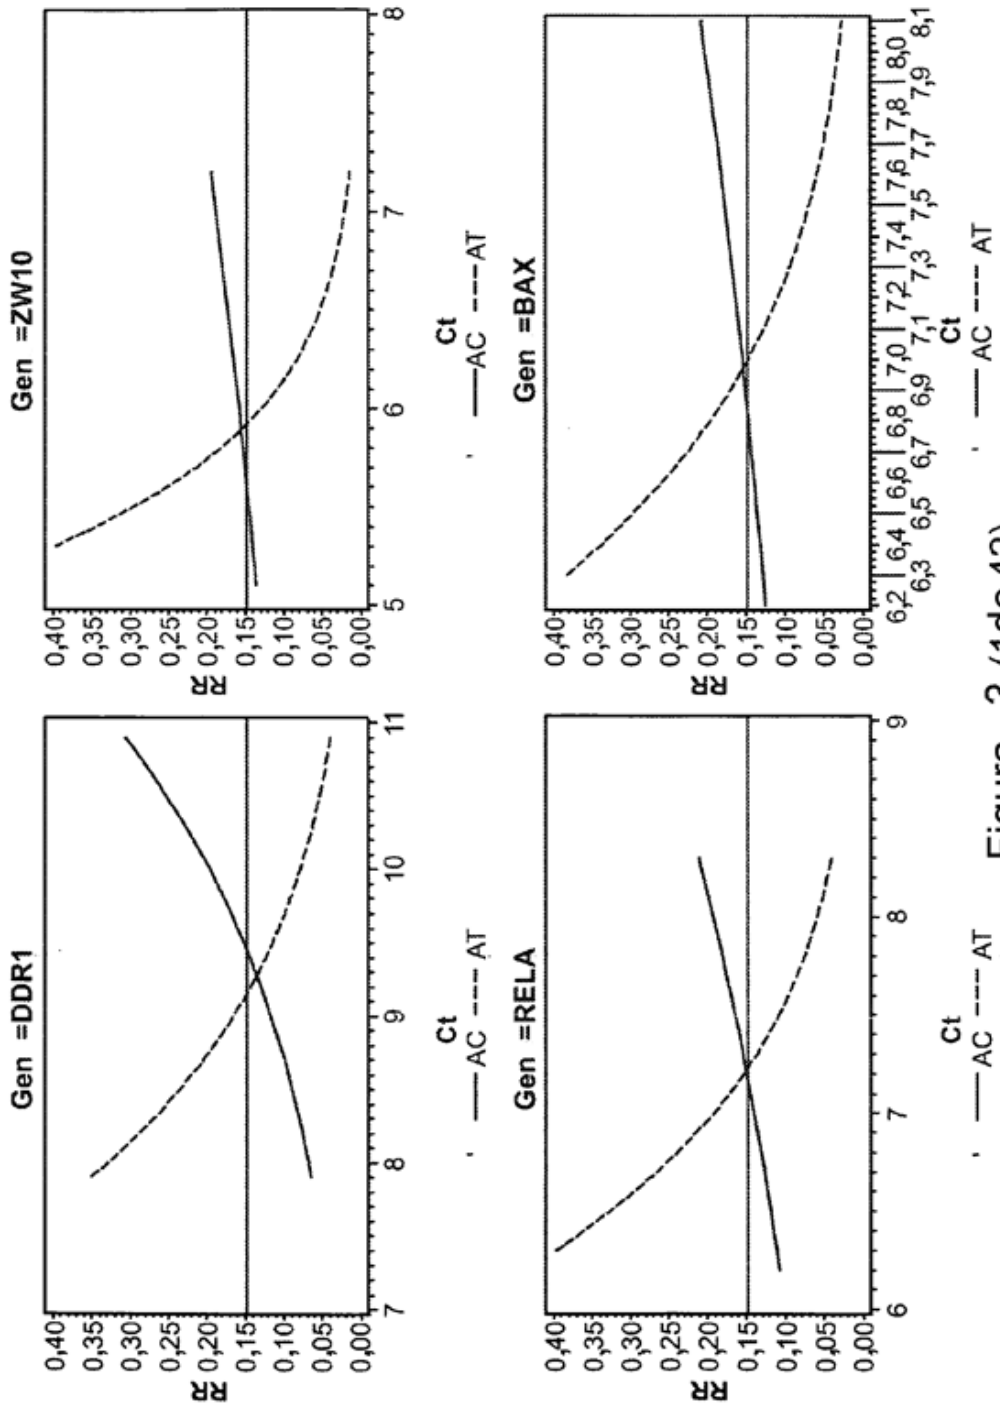 Gen =DDR1
RR
0,40
0,35
0,30
0,25
0,20
0,15
0,10
0,05
0,00
7 8 9 10 11
Ct
AC AT
Gen =ZW10
RR
0,40
0,35
0,30
0,25
0,20
0,15
0,10
0,05
0,00
5 6 7 8
Ct
AC AT
Gen =RELA
RR
0,40
0,35
0,30
0,25
0,20
0,15
0,10
0,05
0,00
6 7 8 9
Ct
AC AT
Gen =BAX
RR
0,40
0,35
0,30
0,25
0,20
0,15
0,10
0,05
0,00
6,2 6,4 6,6 6,8 7,0 7,2 7,4 7,6 7,8 8,0
6,3 6,5 6,7 6,9 7,1 7,3 7,5 7,7 7,9 8,1
Ct
AC AT
Figure